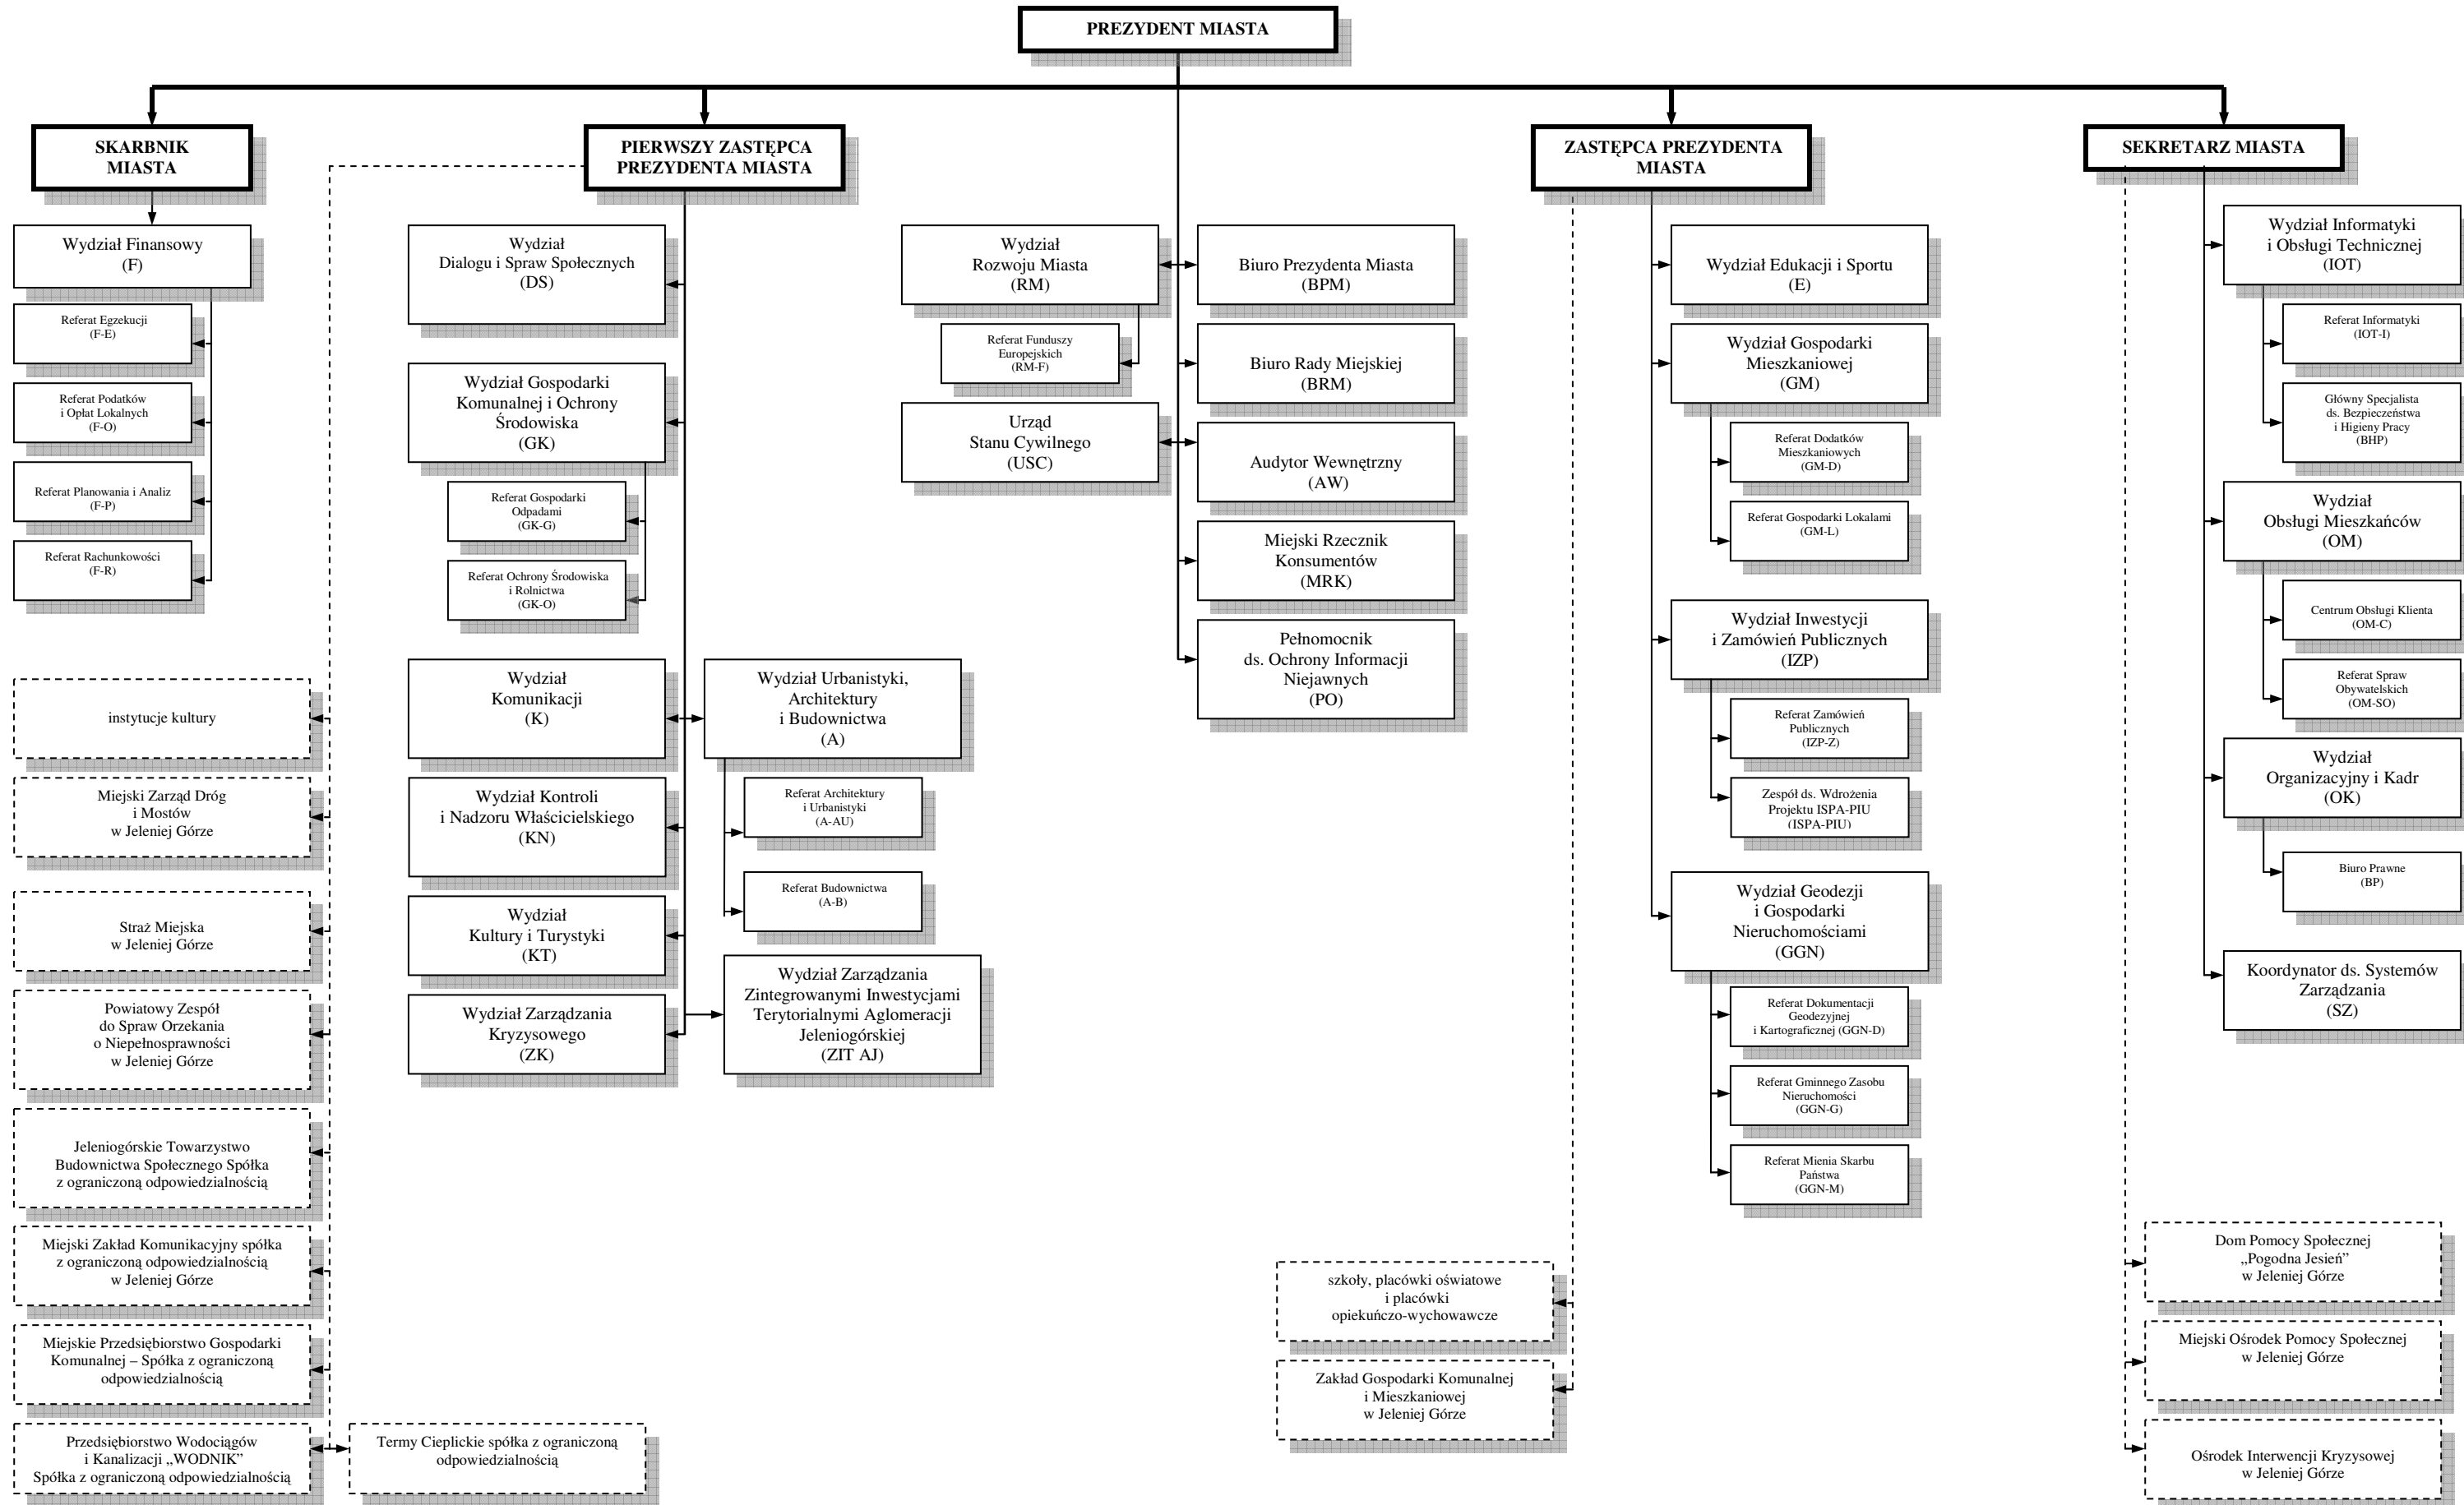 PREZYDENT MIASTA
SKARBNIK
MIASTA
Wydział Finansowy
(F)
Referat Egzekucji
(F-E)
Referat Podatków
i Opłat Lokalnych
(F-O)
Referat Planowania i Analiz
(F-P)
Referat Rachunkowości
(F-R)
PIERWSZY ZASTĘPCA
PREZYDENTA MIASTA
Wydział
Dialogu i Spraw Społecznych
(DS)
Wydział Gospodarki
Komunalnej i Ochrony
Środowiska
(GK)
Referat Gospodarki
Odpadami
(GK-G)
Referat Ochrony Środowiska
i Rolnictwa
(GK-O)
Wydział
Komunikacji
(K)
Wydział Kontroli
i Nadzoru Właścicielskiego
(KN)
Wydział
Kultury i Turystyki
(KT)
Wydział Zarządzania
Kryzysowego
(ZK)
Wydział Urbanistyki,
Architektury
i Budownictwa
(A)
Referat Architektury
i Urbanistyki
(A-AU)
Referat Budownictwa
(A-B)
Wydział Zarządzania
Zintegrowanymi Inwestycjami
Terytorialnymi Aglomeracji
Jeleniogórskiej
(ZIT AJ)
instytucje kultury
Miejski Zarząd Dróg
i Mostów
w Jeleniej Górze
Straż Miejska
w Jeleniej Górze
Powiatowy Zespół
do Spraw Orzekania
o Niepełnosprawności
w Jeleniej Górze
Jeleniogórskie Towarzystwo
Budownictwa Społecznego Spółka
z ograniczoną odpowiedzialnością
Miejski Zakład Komunikacyjny spółka
z ograniczoną odpowiedzialnością
w Jeleniej Górze
Miejskie Przedsiębiorstwo Gospodarki
Komunalnej – Spółka z ograniczoną
odpowiedzialnością
Przedsiębiorstwo Wodociągów
i Kanalizacji „WODNIK”
Spółka z ograniczoną odpowiedzialnością
Termy Cieplickie spółka z ograniczoną
odpowiedzialnością
Wydział
Rozwoju Miasta
(RM)
Referat Funduszy
Europejskich
(RM-F)
Urząd
Stanu Cywilnego
(USC)
Biuro Prezydenta Miasta
(BPM)
Biuro Rady Miejskiej
(BRM)
Audytor Wewnętrzny
(AW)
Miejski Rzecznik
Konsumentów
(MRK)
Pełnomocnik
ds. Ochrony Informacji
Niejawnych
(PO)
ZASTĘPCA PREZYDENTA
MIASTA
Wydział Edukacji i Sportu
(E)
Wydział Gospodarki
Mieszkaniowej
(GM)
Referat Dodatków
Mieszkaniowych
(GM-D)
Referat Gospodarki Lokalami
(GM-L)
Wydział Inwestycji
i Zamówień Publicznych
(IZP)
Referat Zamówień
Publicznych
(IZP-Z)
Zespół ds. Wdrożenia
Projektu ISPA-PIU
(ISPA-PIU)
Wydział Geodezji
i Gospodarki
Nieruchomościami
(GGN)
Referat Dokumentacji
Geodezyjnej
i Kartograficznej (GGN-D)
Referat Gminnego Zasobu
Nieruchomości
(GGN-G)
Referat Mienia Skarbu
Państwa
(GGN-M)
szkoły, placówki oświatowe
i placówki
opiekuńczo-wychowawcze
Zakład Gospodarki Komunalnej
i Mieszkaniowej
w Jeleniej Górze
SEKRETARZ MIASTA
Wydział Informatyki
i Obsługi Technicznej
(IOT)
Referat Informatyki
(IOT-I)
Główny Specjalista
ds. Bezpieczeństwa
i Higieny Pracy
(BHP)
Wydział
Obsługi Mieszkańców
(OM)
Centrum Obsługi Klienta
(OM-C)
Referat Spraw
Obywatelskich
(OM-SO)
Wydział
Organizacyjny i Kadr
(OK)
Biuro Prawne
(BP)
Koordynator ds. Systemów
Zarządzania
(SZ)
Dom Pomocy Społecznej
„Pogodna Jesień”
w Jeleniej Górze
Miejski Ośrodek Pomocy Społecznej
w Jeleniej Górze
Ośrodek Interwencji Kryzysowej
w Jeleniej Górze